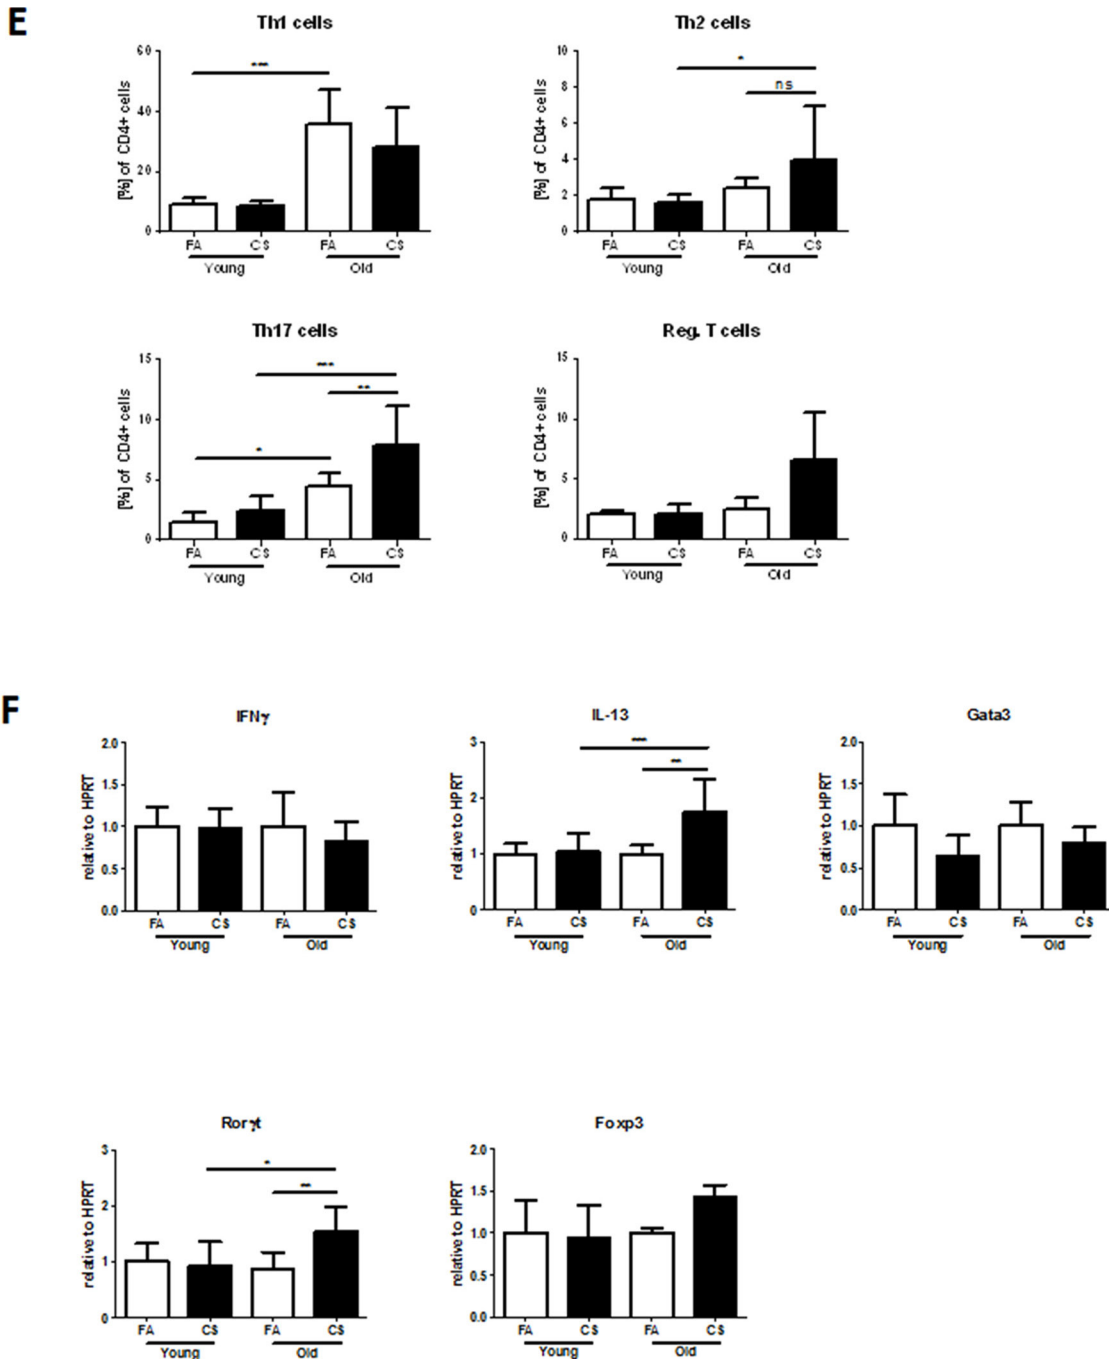 E
Th1 cells
[%] of CD4+ cells
60
40
20
0
***
FA CS FA CS
Young Old
Th2 cells
[%] of CD4+ cells
10
8
6
4
2
0
*
ns
FA CS FA CS
Young Old
Th17 cells
[%] of CD4+ cells
15
10
5
0
***
**
*
FA CS FA CS
Young Old
Reg. T cells
[%] of CD4+ cells
15
10
5
0
FA CS FA CS
Young Old
F
IFNγ
relative to HPRT
2.0
1.5
1.0
0.5
0.0
FA CS FA CS
Young Old
IL-13
relative to HPRT
3
2
1
0
***
**
FA CS FA CS
Young Old
Gata3
relative to HPRT
2.0
1.5
1.0
0.5
0.0
FA CS FA CS
Young Old
Rorγt
relative to HPRT
3
2
1
0
*
**
FA CS FA CS
Young Old
Foxp3
relative to HPRT
2.0
1.5
1.0
0.5
0.0
FA CS FA CS
Young Old